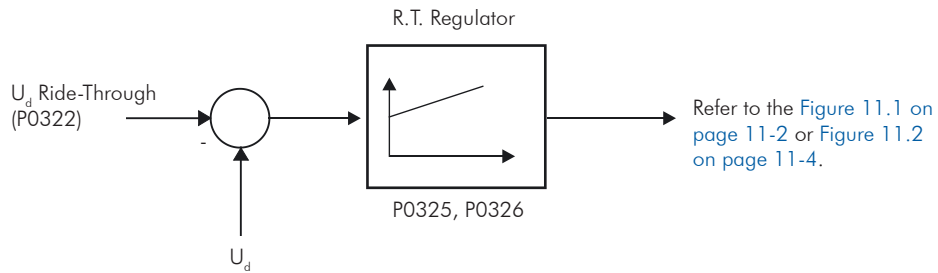 R.T. Regulator
Ud Ride-Through
(P0322)
-
Refer to the Figure 11.1 on
page 11-2 or Figure 11.2
on page 11-4.
P0325, P0326
Ud